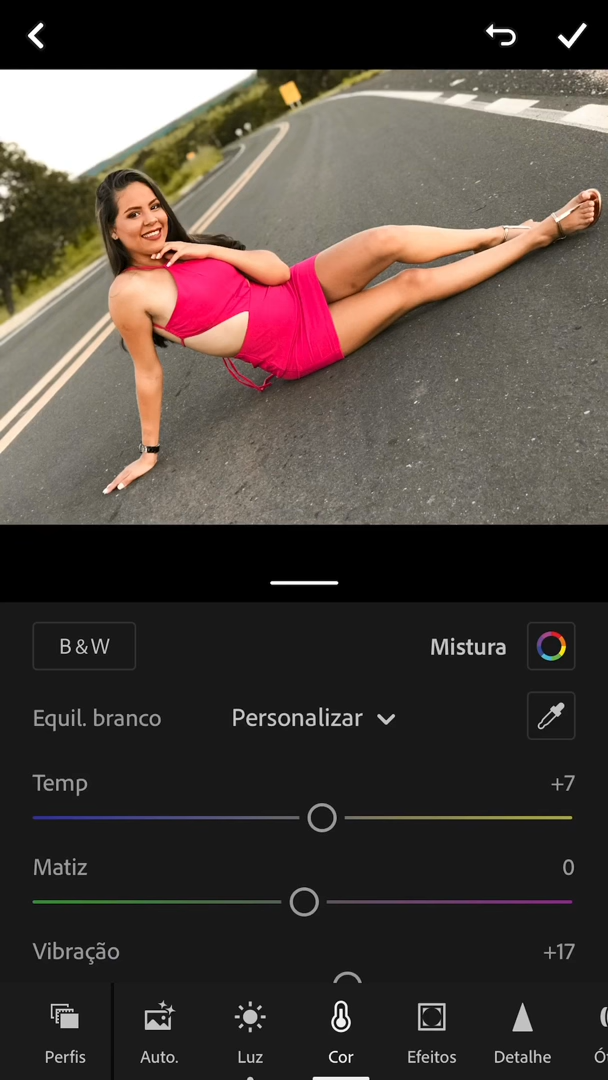 B&W
Mistura
Equil. branco
Personalizar
Temp
+7
Matiz
0
Vibração
+17
Perfis
Auto.
Luz
Cor
Efeitos
Detalhe